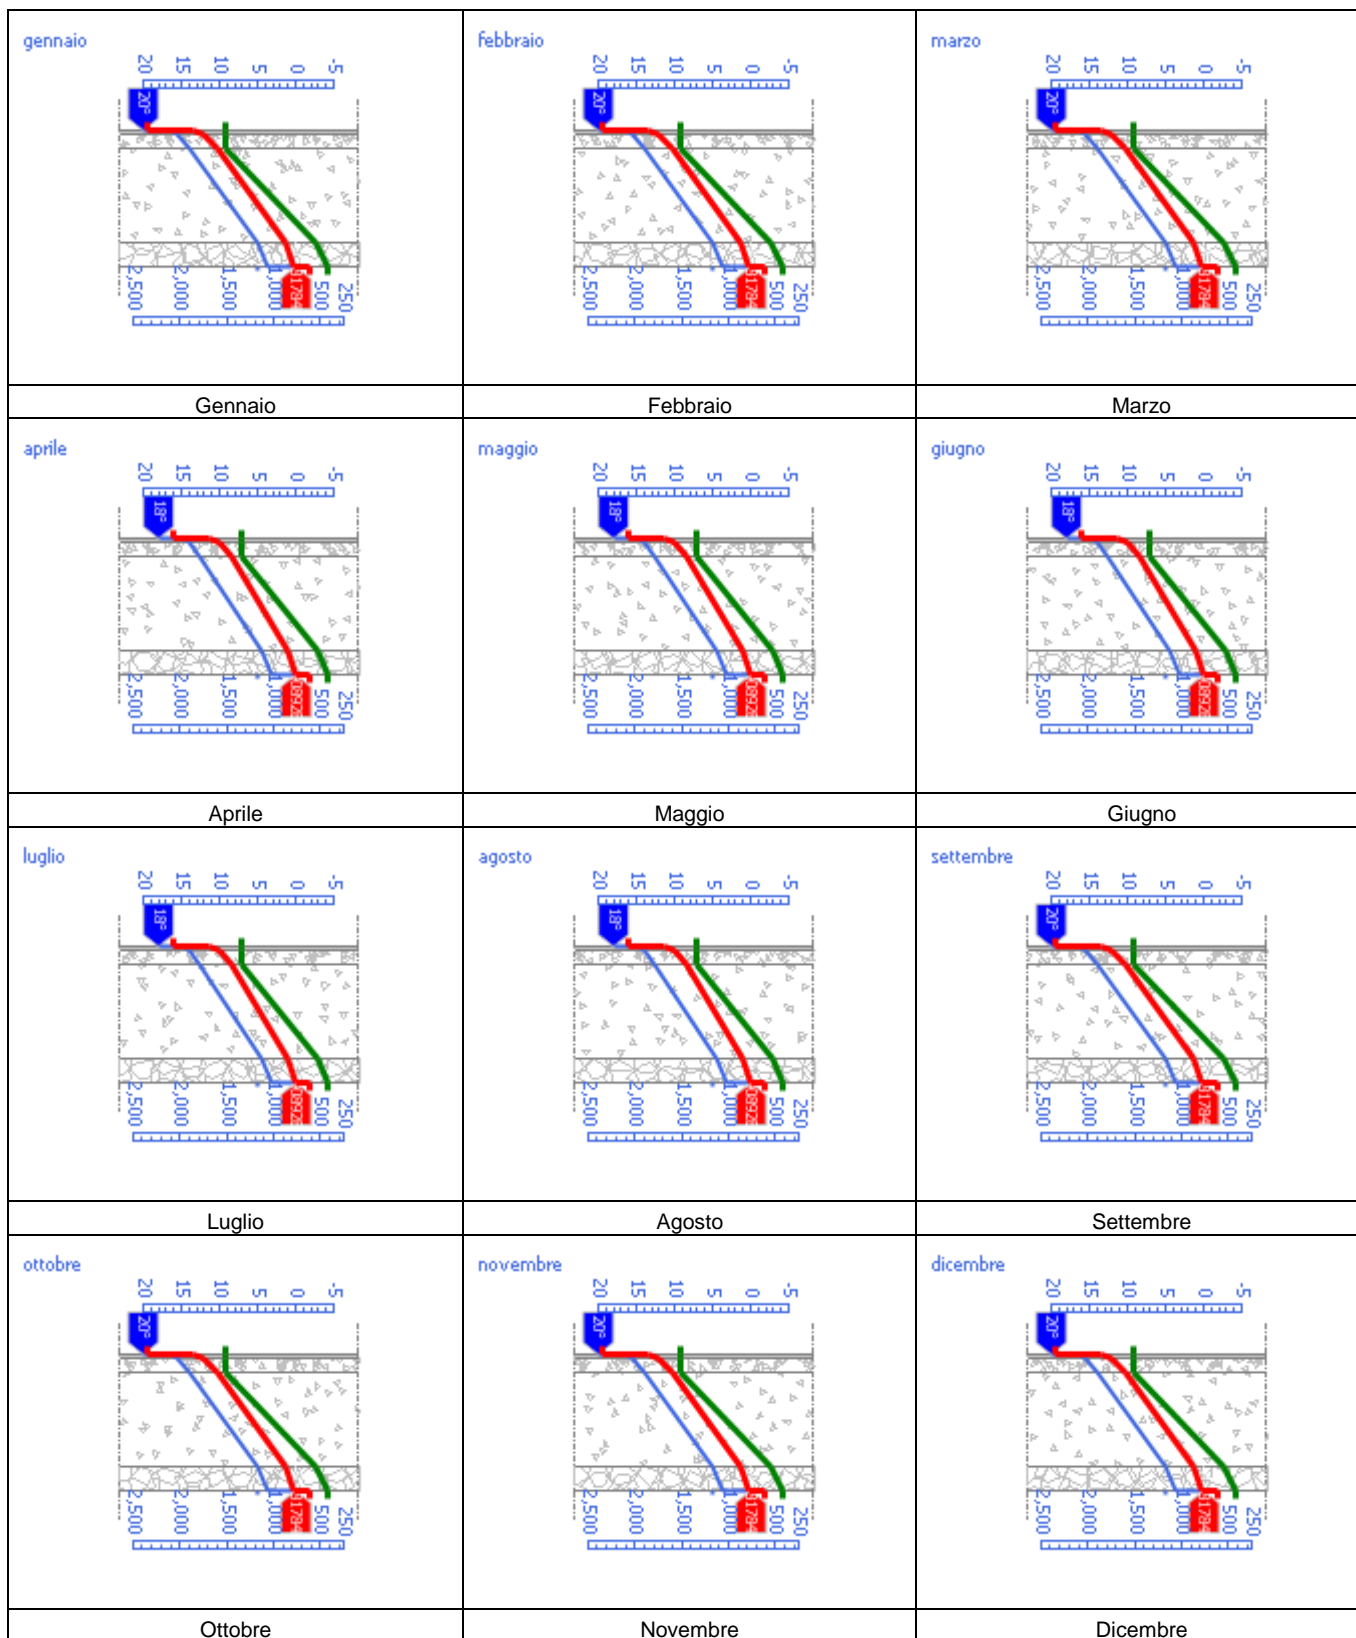 gennaio
20 15 10 5 0 -5
20°
2,500 2,000 1,500 1,000 500 250
Gennaio
febbraio
20 15 10 5 0 -5
20°
2,500 2,000 1,500 1,000 500 250
Febbraio
marzo
20 15 10 5 0 -5
20°
2,500 2,000 1,500 1,000 500 250
Marzo
aprile
20 15 10 5 0 -5
18°
2,500 2,000 1,500 1,000 500 250
Aprile
maggio
20 15 10 5 0 -5
18°
2,500 2,000 1,500 1,000 500 250
Maggio
giugno
20 15 10 5 0 -5
18°
2,500 2,000 1,500 1,000 500 250
Giugno
luglio
20 15 10 5 0 -5
18°
2,500 2,000 1,500 1,000 500 250
Luglio
agosto
20 15 10 5 0 -5
18°
2,500 2,000 1,500 1,000 500 250
Agosto
settembre
20 15 10 5 0 -5
20°
2,500 2,000 1,500 1,000 500 250
Settembre
ottobre
20 15 10 5 0 -5
20°
2,500 2,000 1,500 1,000 500 250
Ottobre
novembre
20 15 10 5 0 -5
20°
2,500 2,000 1,500 1,000 500 250
Novembre
dicembre
20 15 10 5 0 -5
20°
2,500 2,000 1,500 1,000 500 250
Dicembre